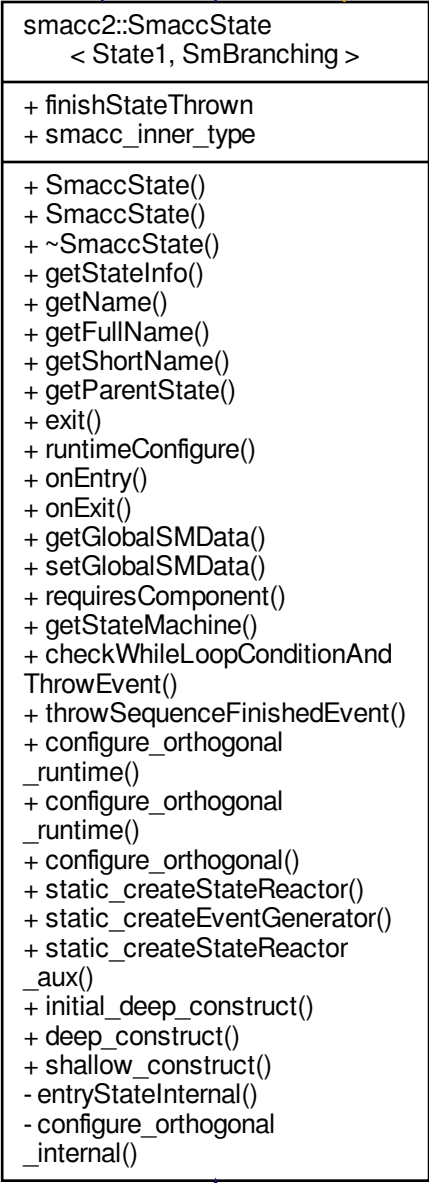 smacc2::SmaccState
< State1, SmBranching >
+ finishStateThrown
+ smacc_inner_type
+ SmaccState()
+ SmaccState()
+ ~SmaccState()
+ getStateInfo()
+ getName()
+ getFullName()
+ getShortName()
+ getParentState()
+ exit()
+ runtimeConfigure()
+ onEntry()
+ onExit()
+ getGlobalSMData()
+ setGlobalSMData()
+ requiresComponent()
+ getStateMachine()
+ checkWhileLoopConditionAnd
ThrowEvent()
+ throwSequenceFinishedEvent()
+ configure_orthogonal
_runtime()
+ configure_orthogonal
_runtime()
+ configure_orthogonal()
+ static_createStateReactor()
+ static_createEventGenerator()
+ static_createStateReactor
_aux()
+ initial_deep_construct()
+ deep_construct()
+ shallow_construct()
- entryStateInternal()
- configure_orthogonal
_internal()